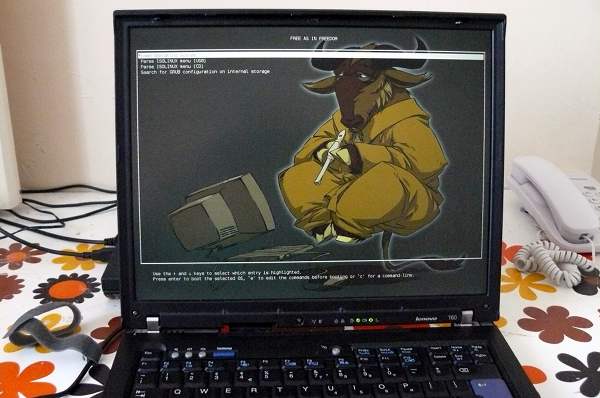 FREE AS IN FREEDOM
Parse ISOLINUX menu (USB)
Parse ISOLINUX menu (CD)
Search for GRUB configuration on internal storage
Use the ↑ and ↓ keys to select which entry is highlighted.
Press enter to boot the selected OS, "e" to edit the commands before booting or "c" for a command-line.
lenovo T60
Q W E R T Y U I O P